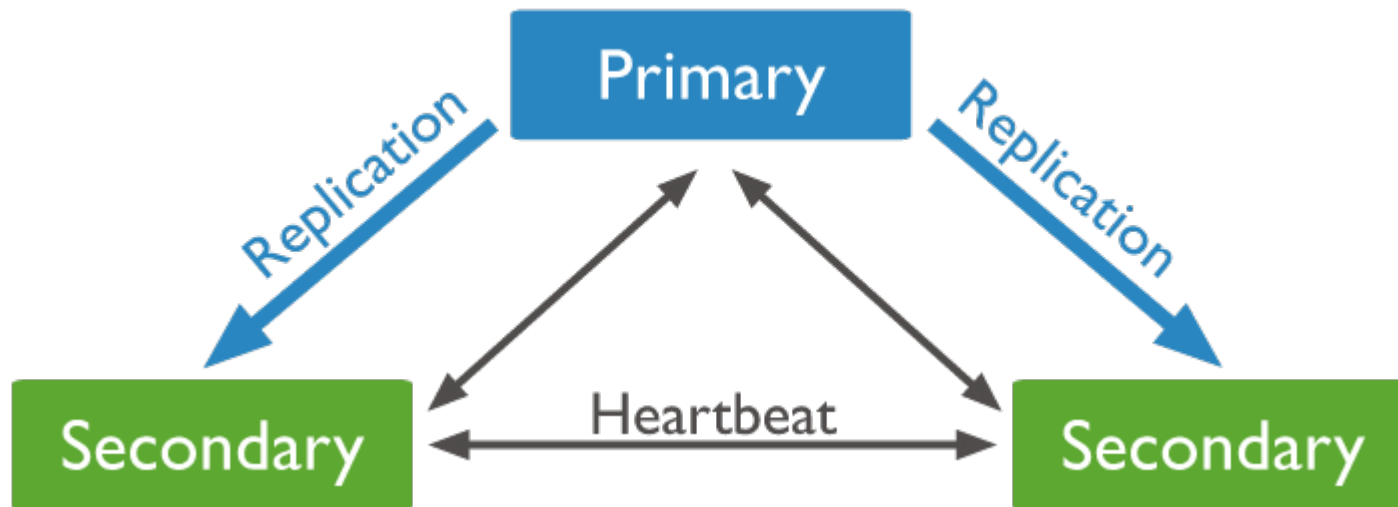 Primary
Replication
Replication
Heartbeat
Secondary
Secondary